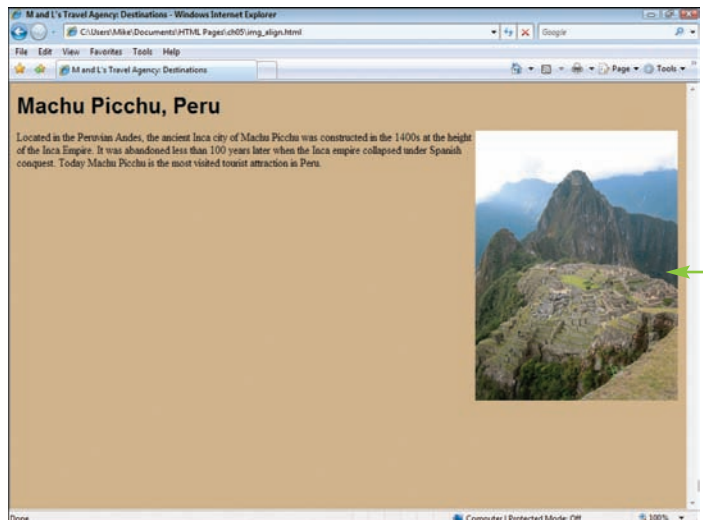 M and L's Travel Agency: Destinations - Windows Internet Explorer
C:\Users\Mike\Documents\HTML Pages\ch05\img_align.html
Google
File Edit View Favorites Tools Help
M and L's Travel Agency: Destinations
Page Tools
Machu Picchu, Peru
Located in the Peruvian Andes, the ancient Inca city of Machu Picchu was constructed in the 1400s at the height
of the Inca Empire. It was abandoned less than 100 years later when the Inca empire collapsed under Spanish
conquest. Today Machu Picchu is the most visited tourist attraction in Peru.
Done
Computer | Protected Mode: Off
100%